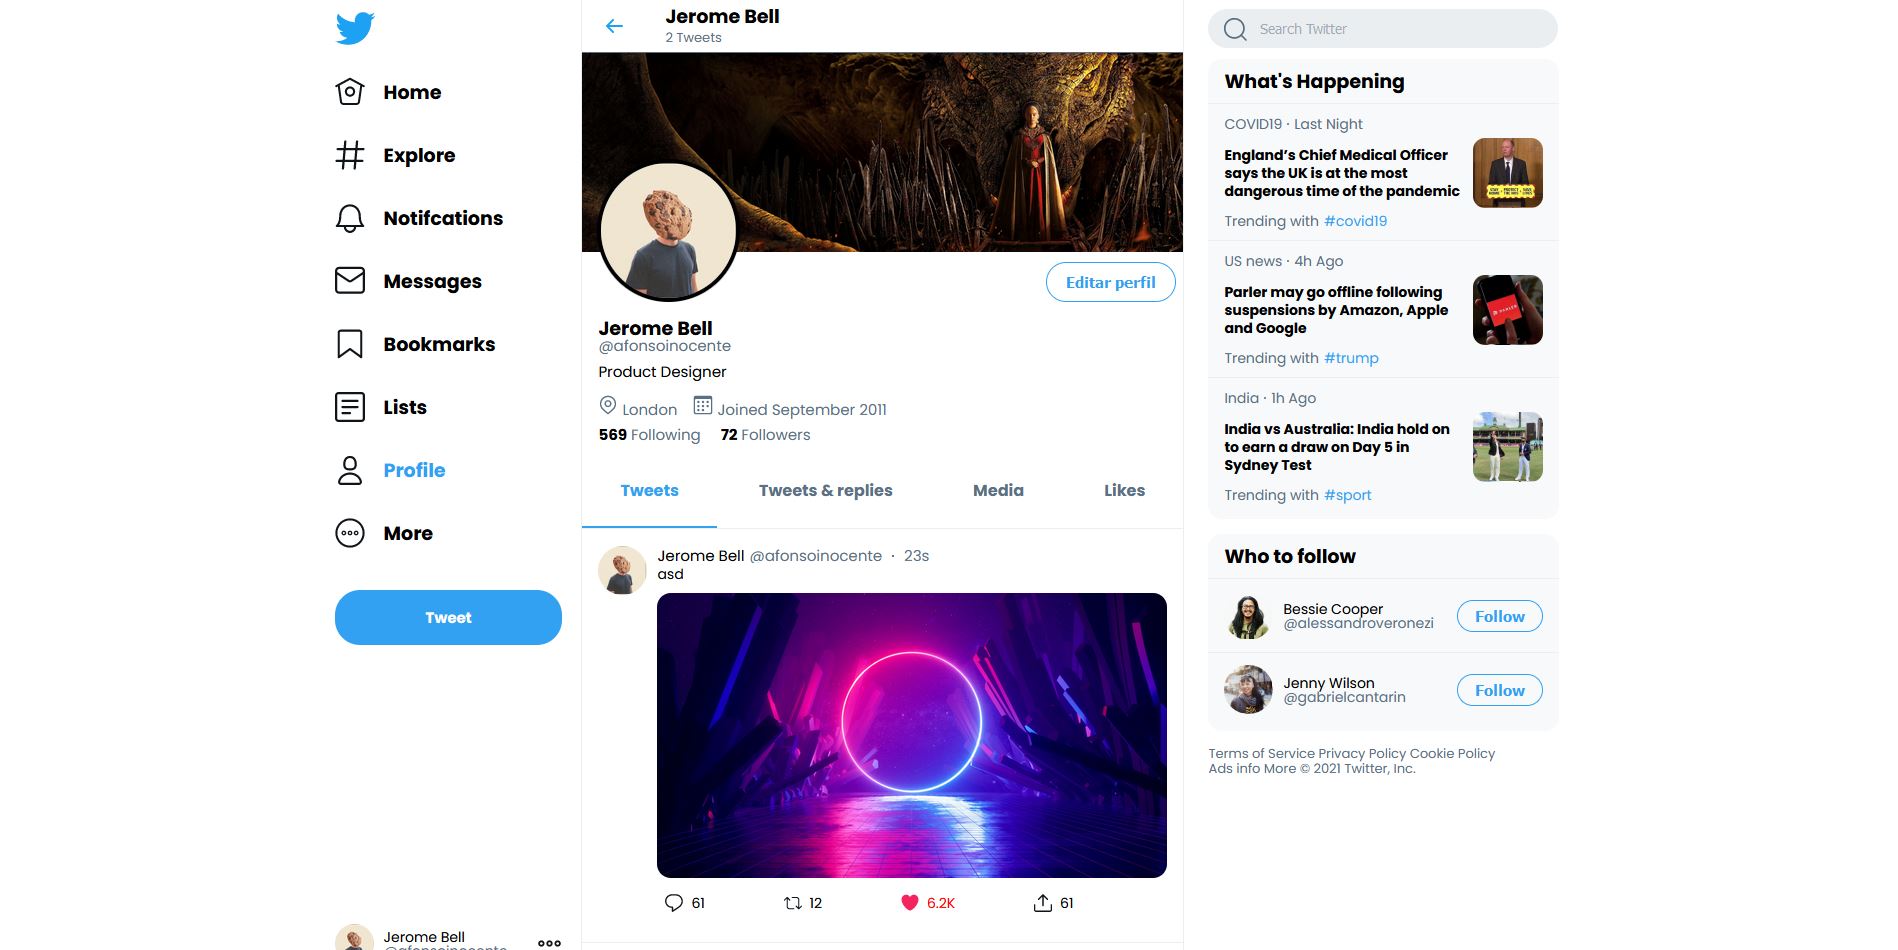 Home
Explore
Notifcations
Messages
Bookmarks
Lists
Profile
More
Tweet
Jerome Bell
Jerome Bell
2 Tweets
Editar perfil
Jerome Bell
@afonsoinocente
Product Designer
London Joined September 2011
569 Following 72 Followers
Tweets Tweets & replies Media Likes
Jerome Bell @afonsoinocente · 23s
asd
61 12 6.2K 61
Search Twitter
What's Happening
COVID19 · Last Night
England’s Chief Medical Officer
says the UK is at the most
dangerous time of the pandemic
Trending with #covid19
US news · 4h Ago
Parler may go offline following
suspensions by Amazon, Apple
and Google
Trending with #trump
India · 1h Ago
India vs Australia: India hold on
to earn a draw on Day 5 in
Sydney Test
Trending with #sport
Who to follow
Bessie Cooper
@alessandroveronezi
Follow
Jenny Wilson
@gabrielcantarin
Follow
Terms of Service Privacy Policy Cookie Policy
Ads info More © 2021 Twitter, Inc.